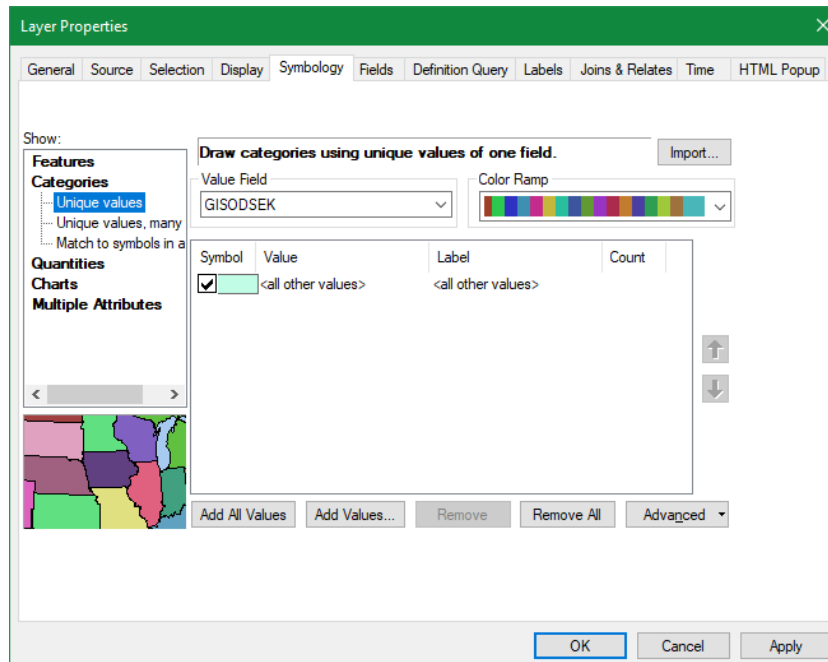 Layer Properties
General Source Selection Display Symbology Fields Definition Query Labels Joins & Relates Time HTML Popup
Show:
Features
Categories
Unique values
Unique values, many
Match to symbols in a
Quantities
Charts
Multiple Attributes
Draw categories using unique values of one field.
Import...
Value Field
GISODSEK
Color Ramp
Symbol Value Label Count
<all other values> <all other values>
Add All Values Add Values... Remove Remove All Advanced
OK Cancel Apply